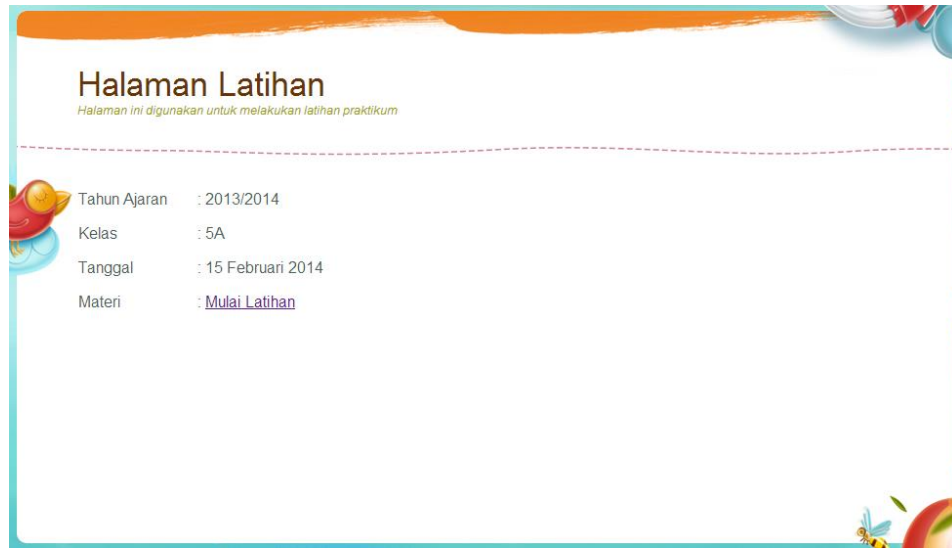 Halaman Latihan
Halaman ini digunakan untuk melakukan latihan praktikum
Tahun Ajaran : 2013/2014
Kelas : 5A
Tanggal : 15 Februari 2014
Materi : Mulai Latihan